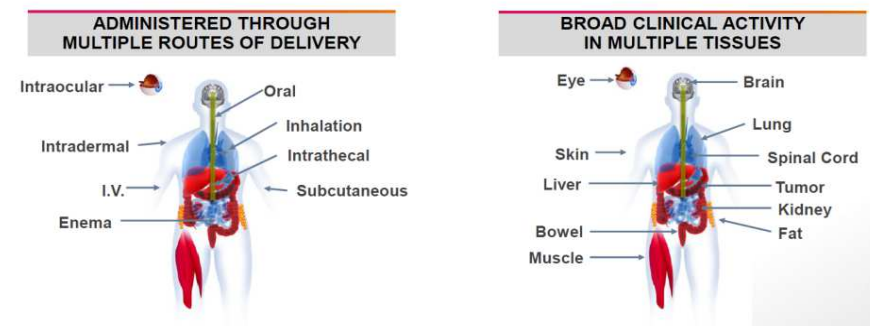 ADMINISTERED THROUGH
MULTIPLE ROUTES OF DELIVERY
Intraocular
Oral
Inhalation
Intradermal
Intrathecal
I.V.
Subcutaneous
Enema
BROAD CLINICAL ACTIVITY
IN MULTIPLE TISSUES
Eye
Brain
Lung
Skin
Spinal Cord
Liver
Tumor
Kidney
Bowel
Fat
Muscle